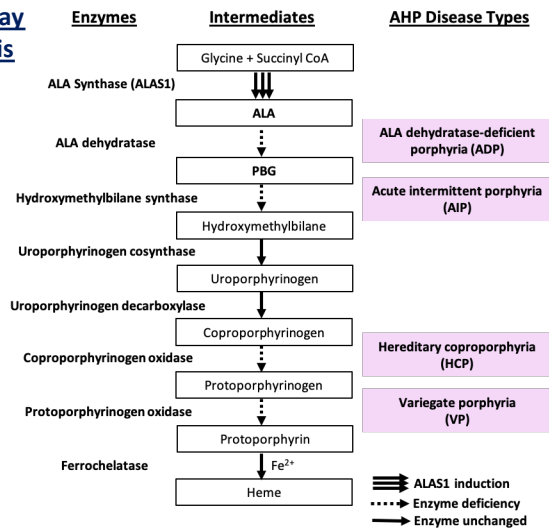 ay
is
Enzymes
Intermediates
AHP Disease Types
Glycine + Succinyl CoA
ALA Synthase (ALAS1)
ALA
ALA dehydratase
ALA dehydratase-deficient
porphyria (ADP)
PBG
Hydroxymethylbilane synthase
Acute intermittent porphyria
(AIP)
Hydroxymethylbilane
Uroporphyrinogen cosynthase
Uroporphyrinogen
Uroporphyrinogen decarboxylase
Coproporphyrinogen
Coproporphyrinogen oxidase
Hereditary coproporphyria
(HCP)
Protoporphyrinogen
Protoporphyrinogen oxidase
Variegate porphyria
(VP)
Protoporphyrin
Ferrochelatase
Fe2+
Heme
ALAS1 induction
Enzyme deficiency
Enzyme unchanged